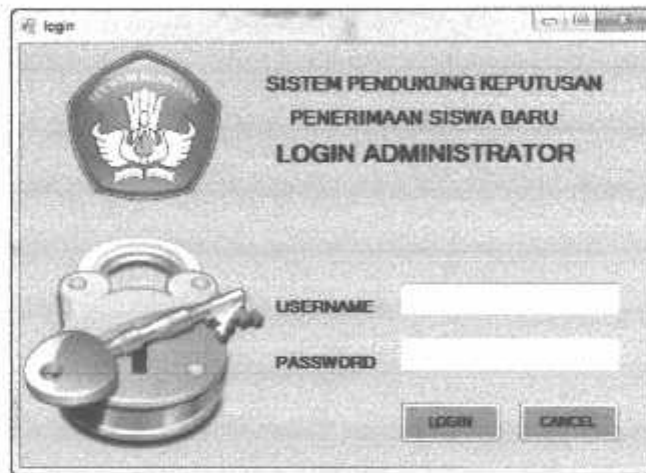 login
SISTEM PENDUKUNG KEPUTUSAN
PENERIMAAN SISWA BARU
LOGIN ADMINISTRATOR
USERNAME
PASSWORD
LOGIN CANCEL